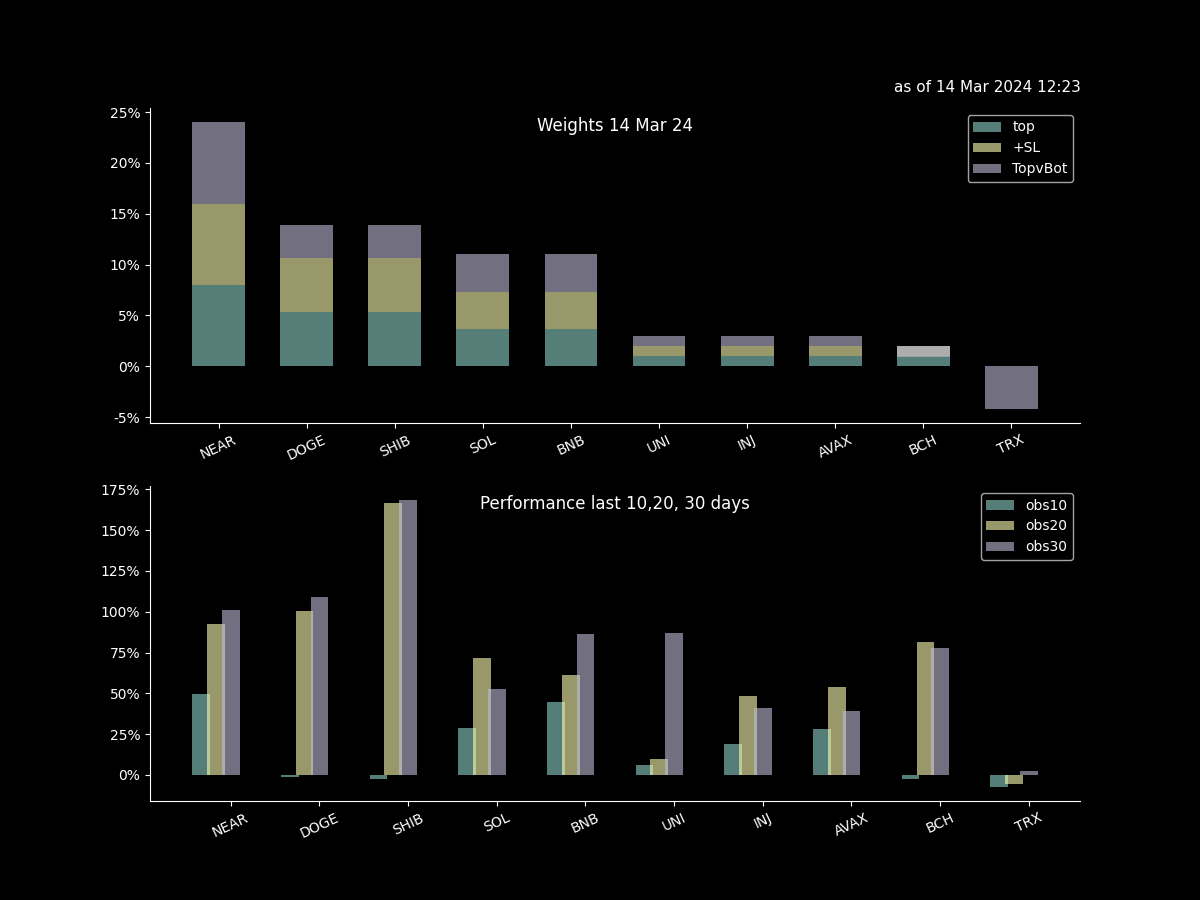 as of 14 Mar 2024 12:23
Weights 14 Mar 24
top
+SL
TopvBot
25%
20%
15%
10%
5%
0%
-5%
NEAR DOGE SHIB SOL BNB UNI INJ AVAX BCH TRX
Performance last 10,20, 30 days
obs10
obs20
obs30
175%
150%
125%
100%
75%
50%
25%
0%
NEAR DOGE SHIB SOL BNB UNI INJ AVAX BCH TRX